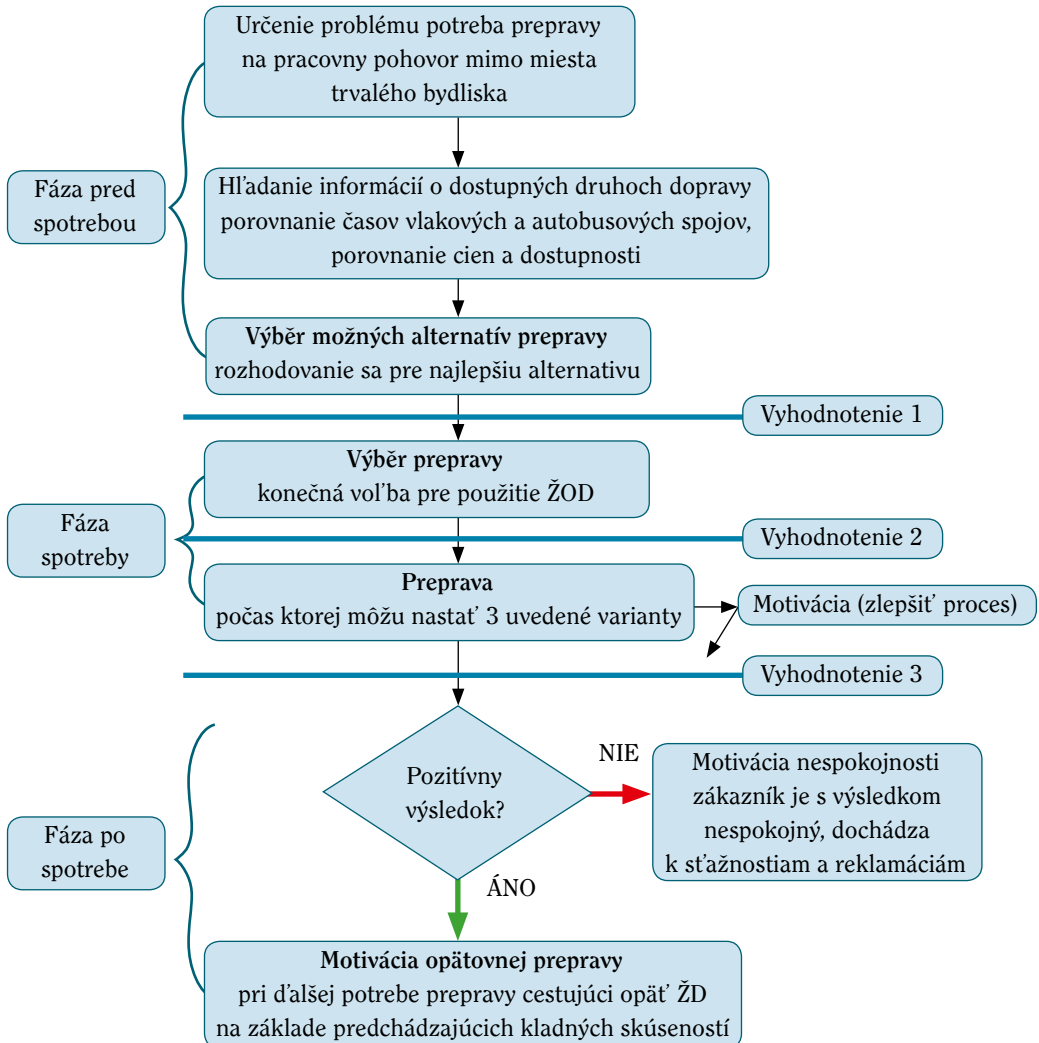 Určenie problému potreba prepravy
na pracovny pohovor mimo miesta
trvalého bydliska
Fáza pred
spotrebou
Hľadanie informácií o dostupných druhoch dopravy
porovnanie časov vlakových a autobusových spojov,
porovnanie cien a dostupnosti
Výběr možných alternatív prepravy
rozhodovanie sa pre najlepšiu alternativu
Vyhodnotenie 1
Výběr prepravy
konečná voľba pre použitie ŽOD
Fáza
spotreby
Vyhodnotenie 2
Preprava
počas ktorej môžu nastať 3 uvedené varianty
Motivácia (zlepšiť proces)
Vyhodnotenie 3
Pozitívny
výsledok?
NIE
Motivácia nespokojnosti
zákazník je s výsledkom
nespokojný, dochádza
k sťažnostiam a reklamáciám
Fáza po
spotrebe
ÁNO
Motivácia opätovnej prepravy
pri ďalšej potrebe prepravy cestujúci opäť ŽD
na základe predchádzajúcich kladných skúseností